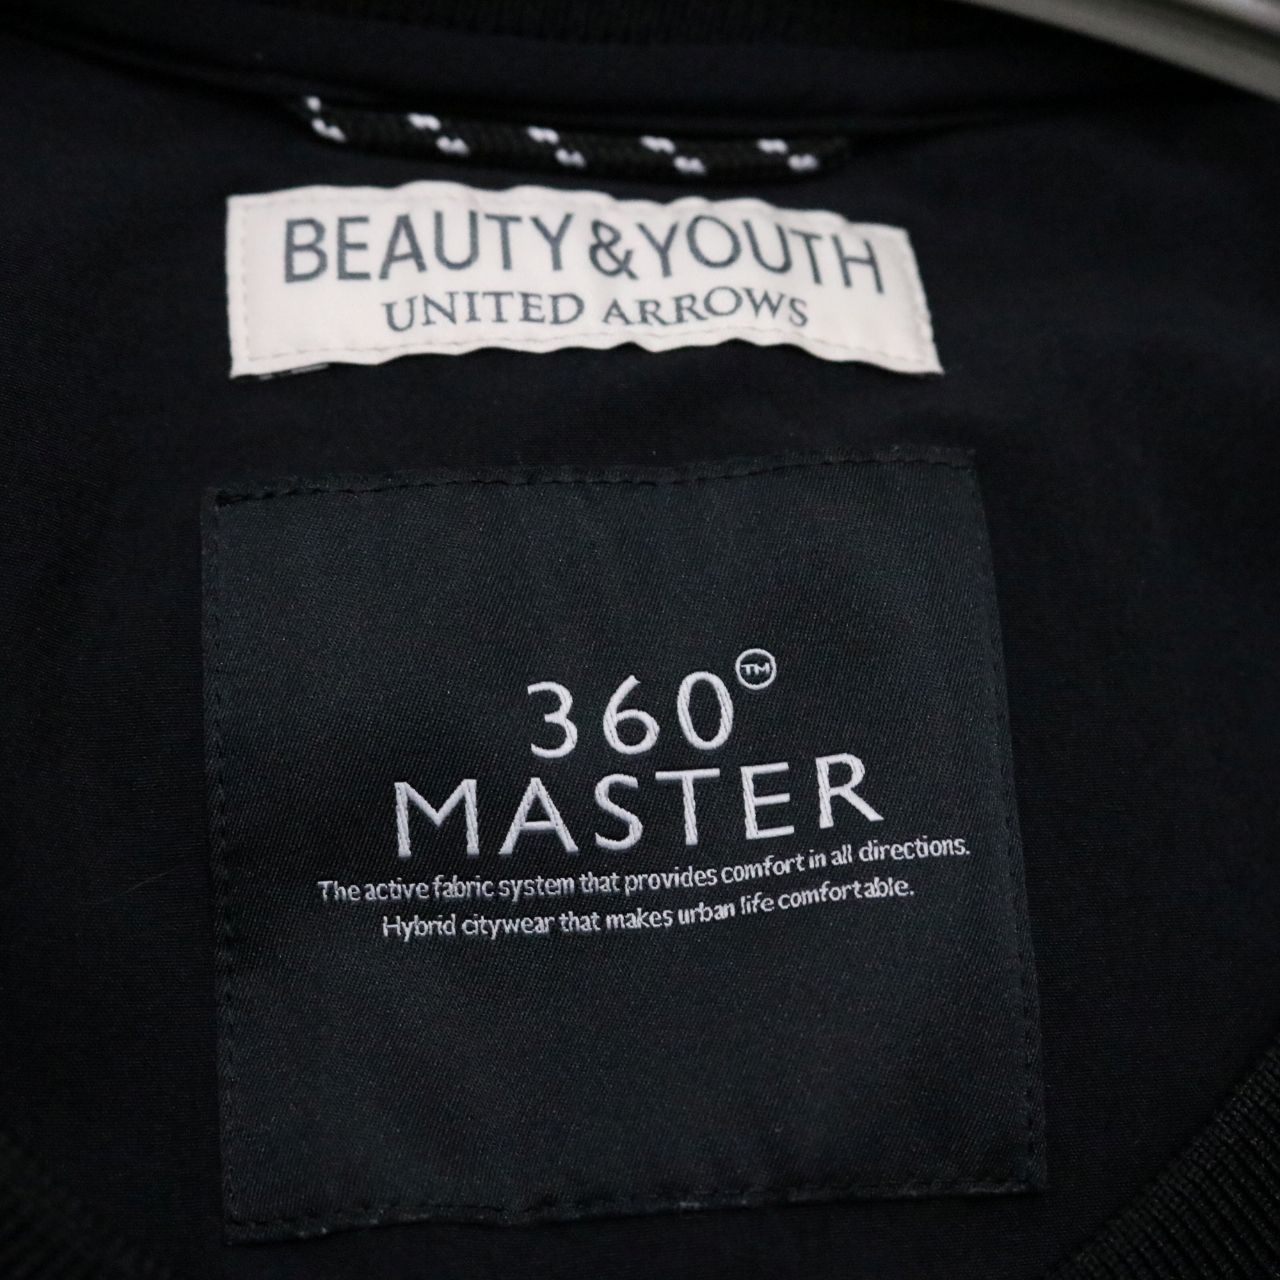 BEAUTY&YOUTH
UNITED ARROWS
360°™
MASTER
The active fabric system that provides comfort in all directions.
Hybrid citywear that makes urban life comfortable.